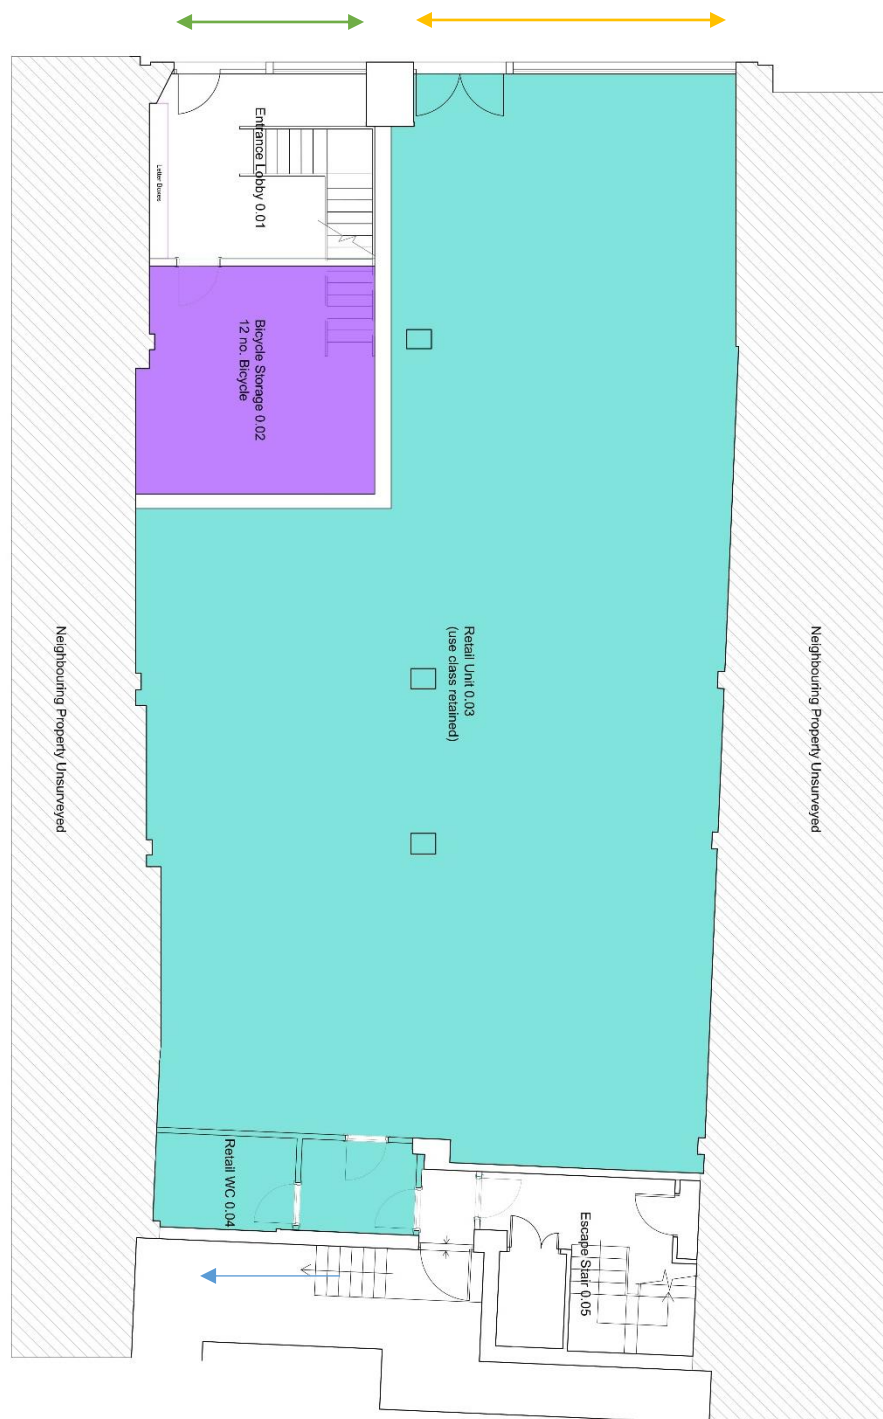 Entrance Lobby 0.01
Letter Boxes
Bicycle Storage 0.02
12 no. Bicycle
Retail Unit 0.03
(use class retained)
Neighbouring Property Unsurveyed
Neighbouring Property Unsurveyed
Retail WC 0.04
Escape Stair 0.05